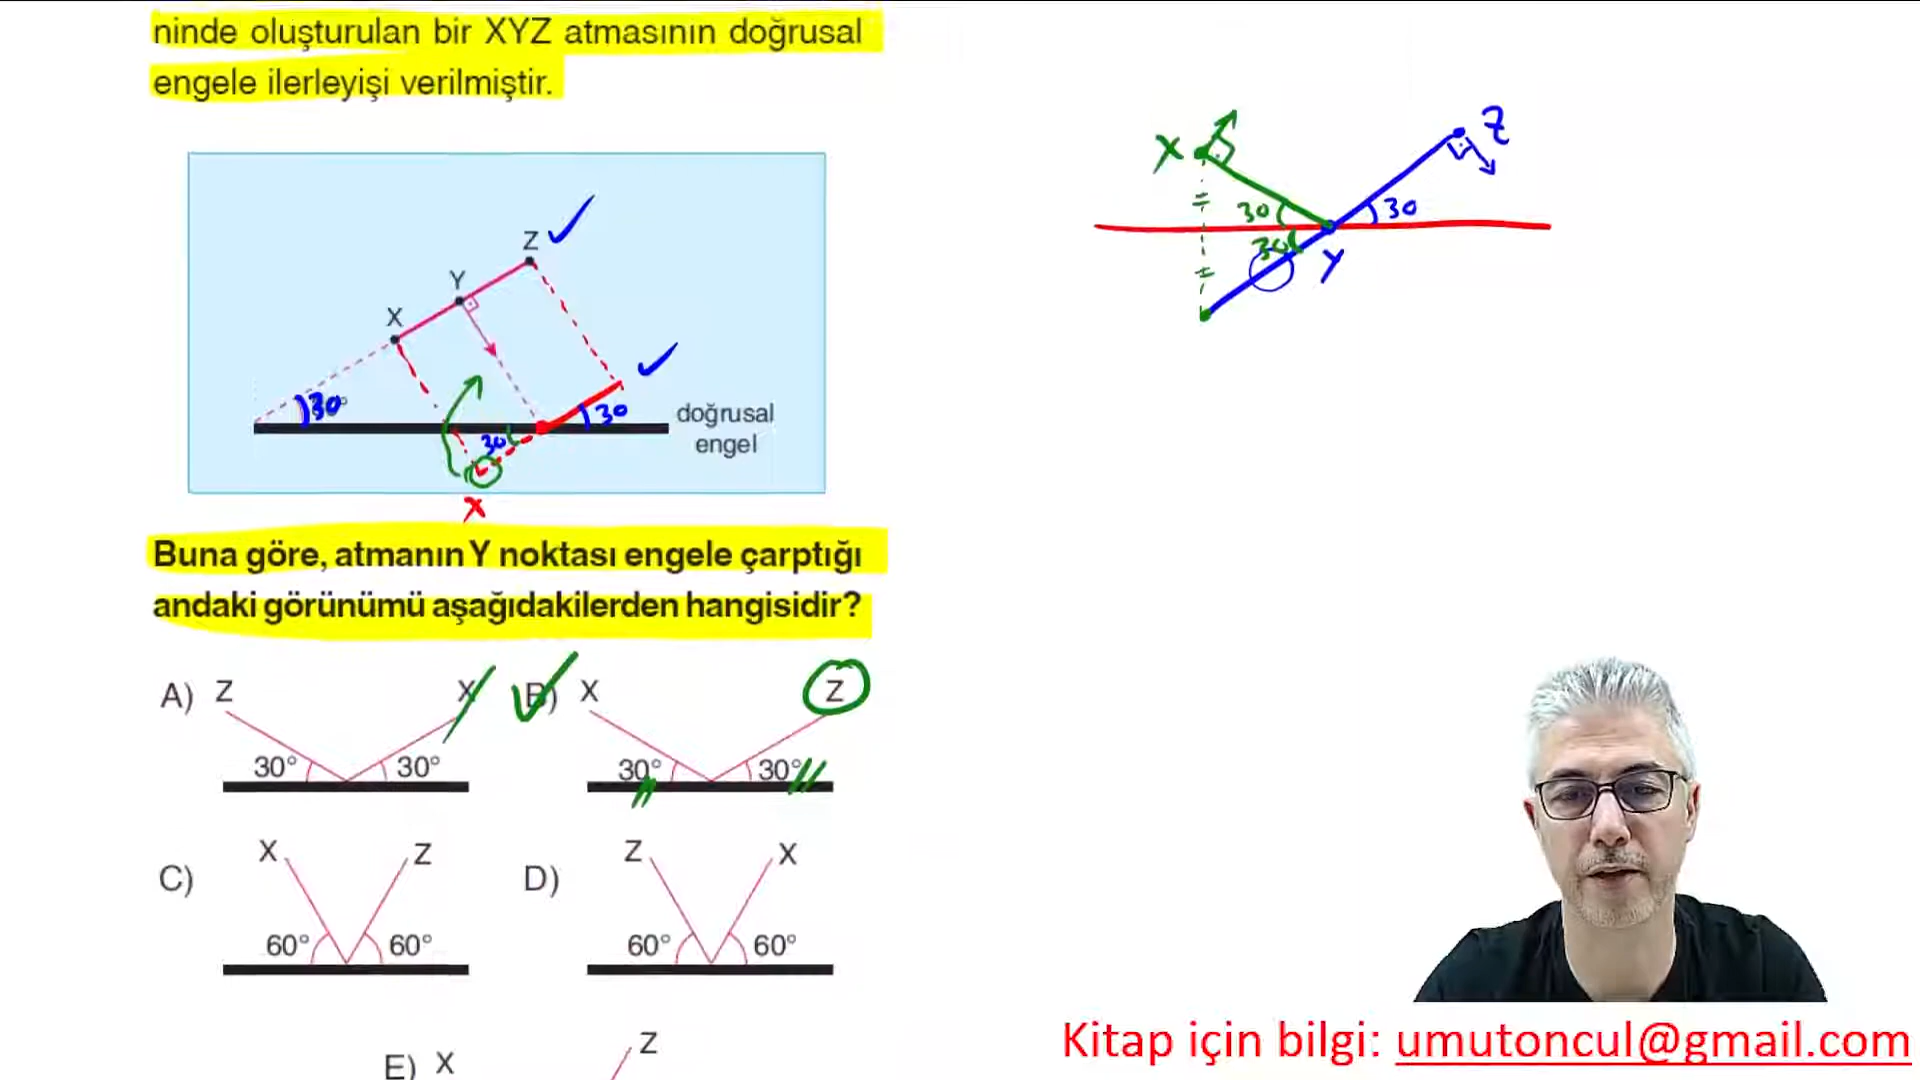 ninde oluşturulan bir XYZ atmasının doğrusal
engele ilerleyişi verilmiştir.
X
Z
30
30
30
Y
Z
Y
X
30°
30
30
doğrusal
engel
X
Buna göre, atmanın Y noktası engele çarptığı
andaki görünümü aşağıdakilerden hangisidir?
A) Z X
30° 30°
B) X Z
30° 30°
C) X Z
60° 60°
D) Z X
60° 60°
E) X Z
Kitap için bilgi: umutoncul@gmail.com